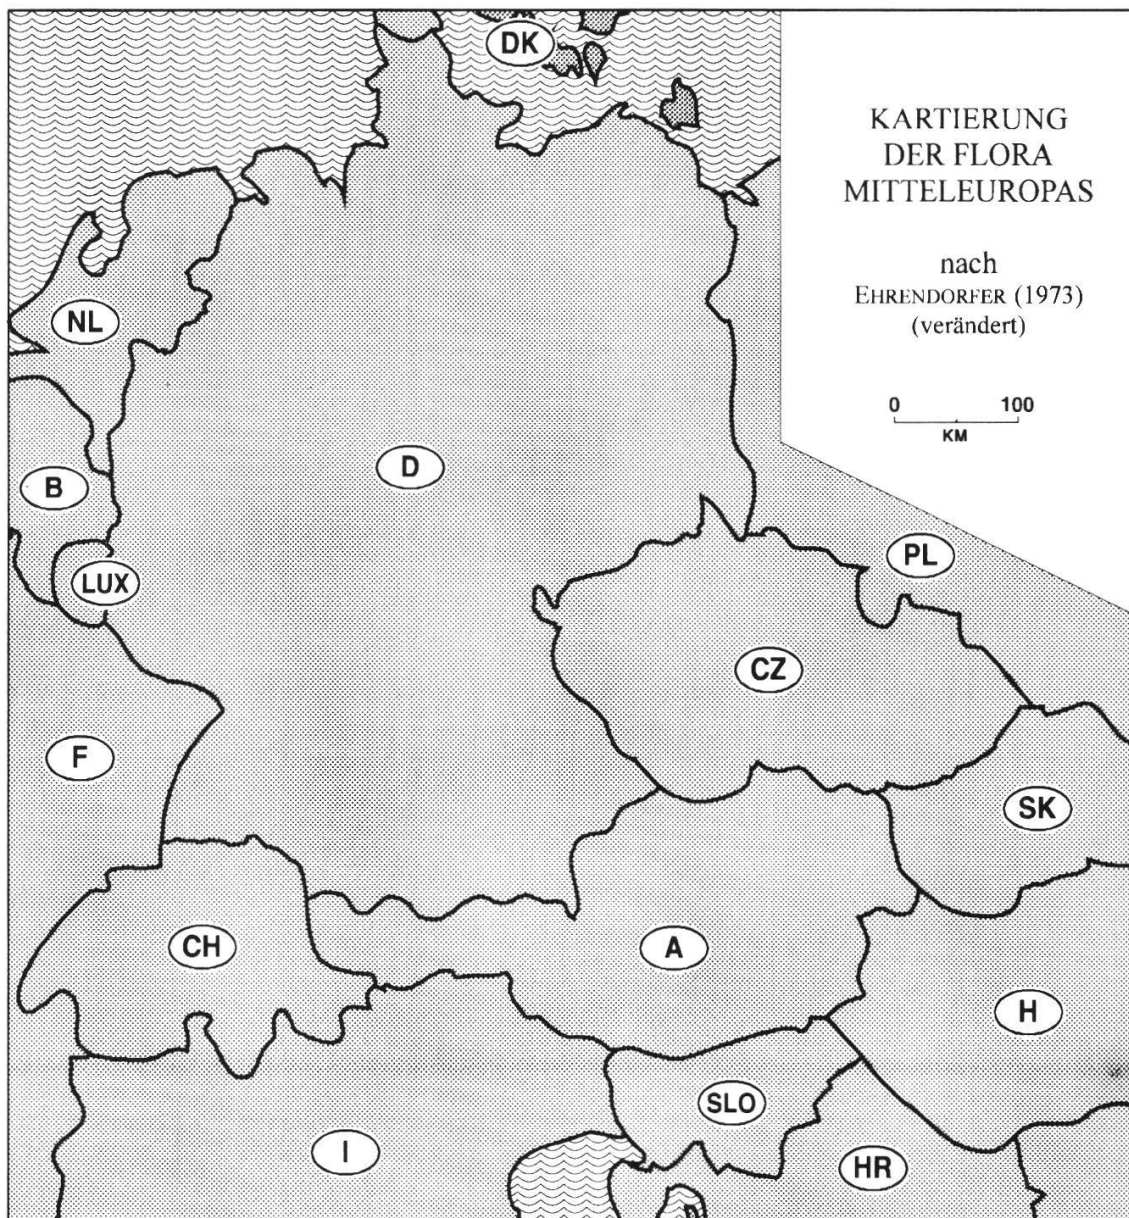 DK
KARTIERUNG
DER FLORA
MITTELEUROPAS
nach
EHRENDORFER (1973)
(verändert)
0 100
KM
NL
D
B
PL
LUX
CZ
F
SK
CH
A
H
SLO
I
HR